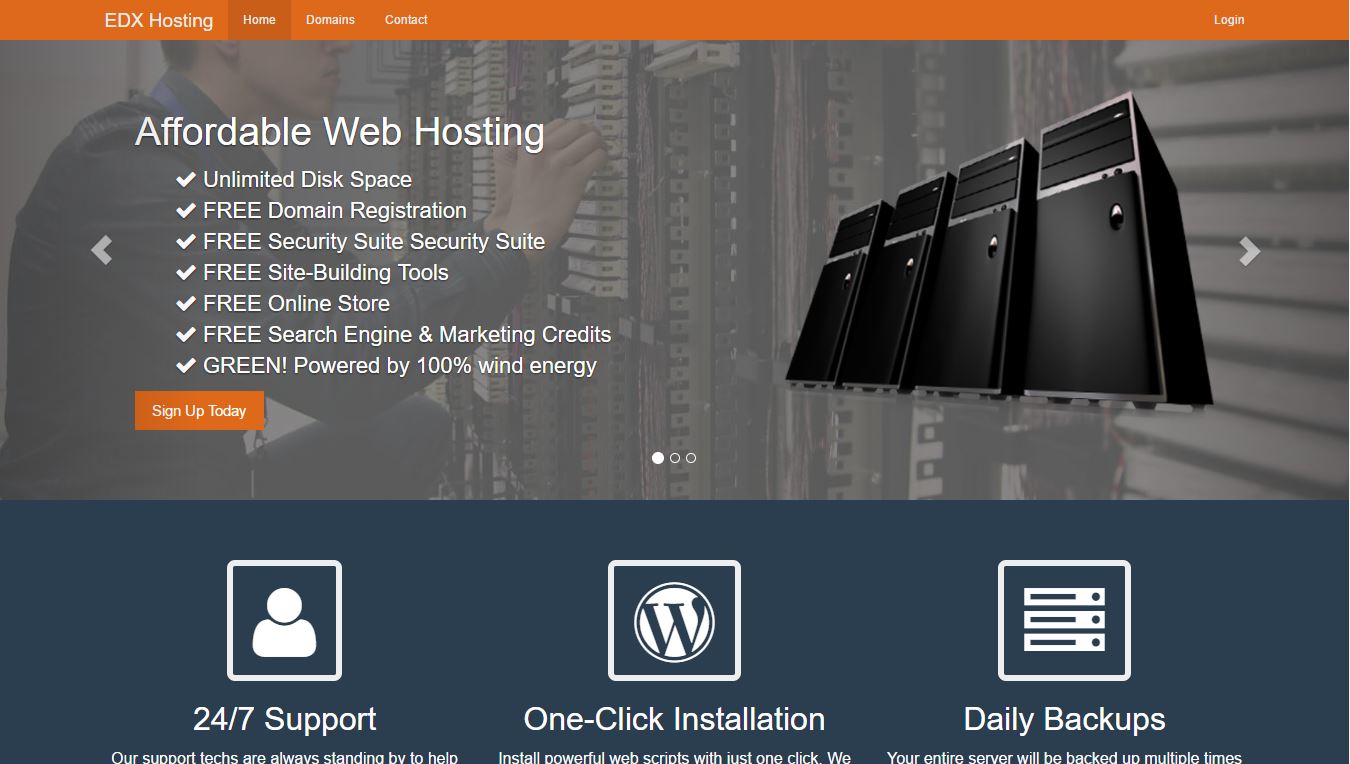 EDX Hosting
Home
Domains
Contact
Login
Affordable Web Hosting
Unlimited Disk Space
FREE Domain Registration
FREE Security Suite Security Suite
FREE Site-Building Tools
FREE Online Store
FREE Search Engine & Marketing Credits
GREEN! Powered by 100% wind energy
Sign Up Today
24/7 Support
Our support techs are always standing by to help
One-Click Installation
Install powerful web scripts with just one click. We
Daily Backups
Your entire server will be backed up multiple times